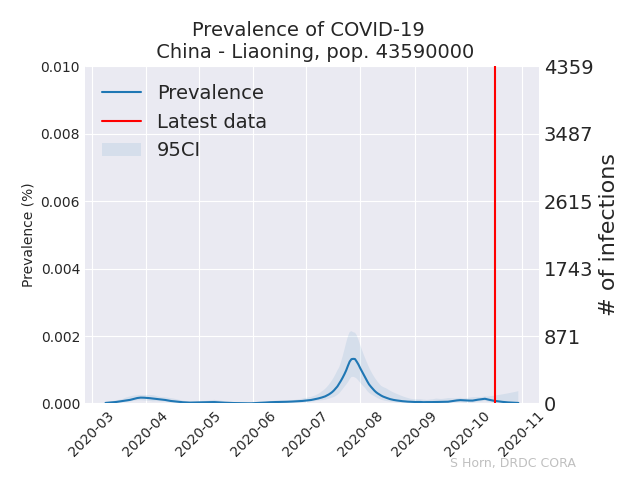 Prevalence of COVID-19
China - Liaoning, pop. 43590000
Prevalence
Latest data
95CI
Prevalence (%)
0.010
0.008
0.006
0.004
0.002
0.000
4359
3487
2615
1743
871
0
# of infections
2020-03
2020-04
2020-05
2020-06
2020-07
2020-08
2020-09
2020-10
2020-11
S Horn, DRDC CORA